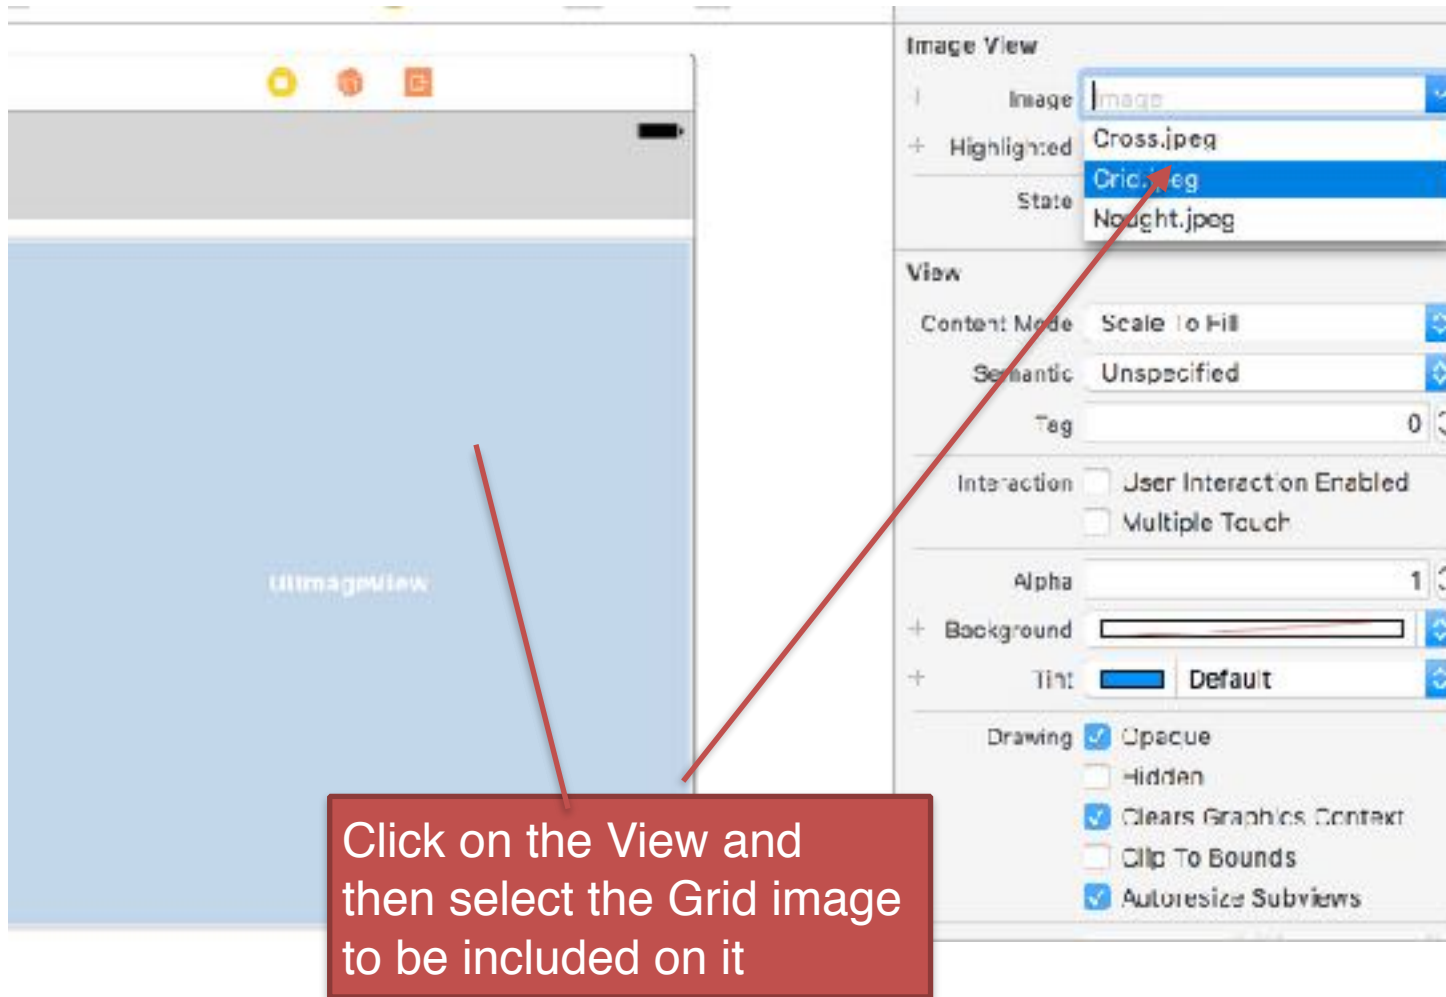 Image View
Image Image
Cross.jpeg
Highlighted
Grid.jpeg
State
Nought.jpeg
View
Content Mode Scale To Fill
Semantic Unspecified
Tag 0
Interaction User Interaction Enabled
Multiple Touch
UIImageView
Alpha 1
Background
Tint Default
Drawing Opaque
Hidden
Clears Graphics Context
Clip To Bounds
Autoresize Subviews
Click on the View and
then select the Grid image
to be included on it